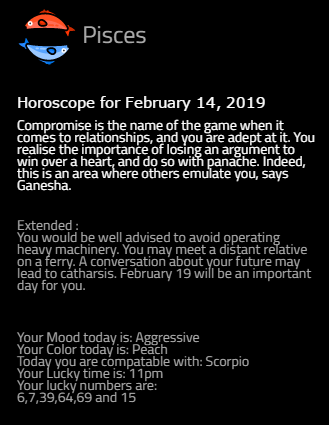 Pisces
Horoscope for February 14, 2019
Compromise is the name of the game when it
comes to relationships, and you are adept at it. You
realise the importance of losing an argument to
win over a heart, and do so with panache. Indeed,
this is an area where others emulate you, says
Ganesha.
Extended :
You would be well advised to avoid operating
heavy machinery. You may meet a distant relative
on a ferry. A conversation about your future may
lead to catharsis. February 19 will be an important
day for you.
Your Mood today is: Aggressive
Your Color today is: Peach
Today you are compatable with: Scorpio
Your Lucky time is: 11pm
Your lucky numbers are:
6,7,39,64,69 and 15